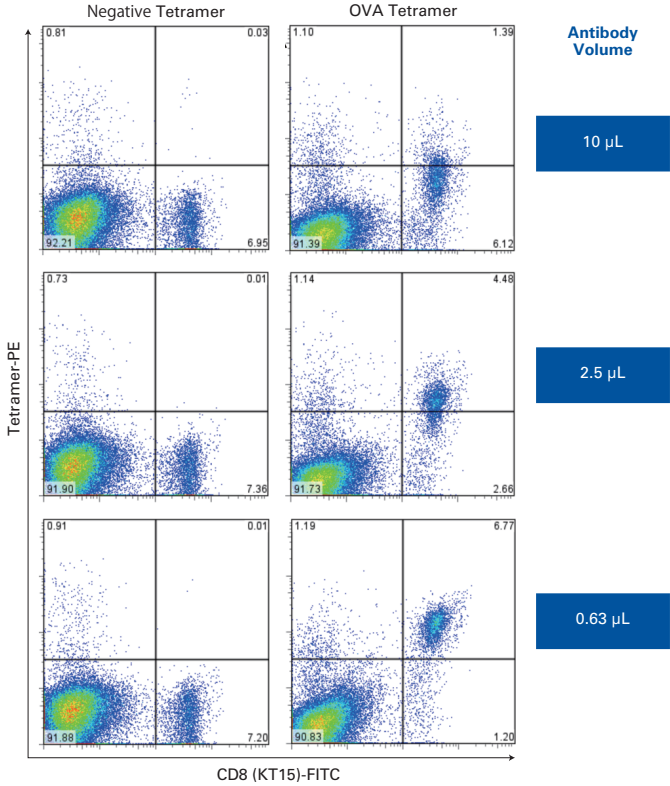 Negative Tetramer
OVA Tetramer
Antibody
Volume
0.81
0.03
92.21
6.95
1.10
1.39
91.39
6.12
10 µL
0.73
0.01
91.90
7.36
1.14
4.48
91.73
2.66
2.5 µL
0.91
0.01
91.88
7.20
1.19
6.77
90.83
1.20
0.63 µL
Tetramer-PE
CD8 (KT15)-FITC